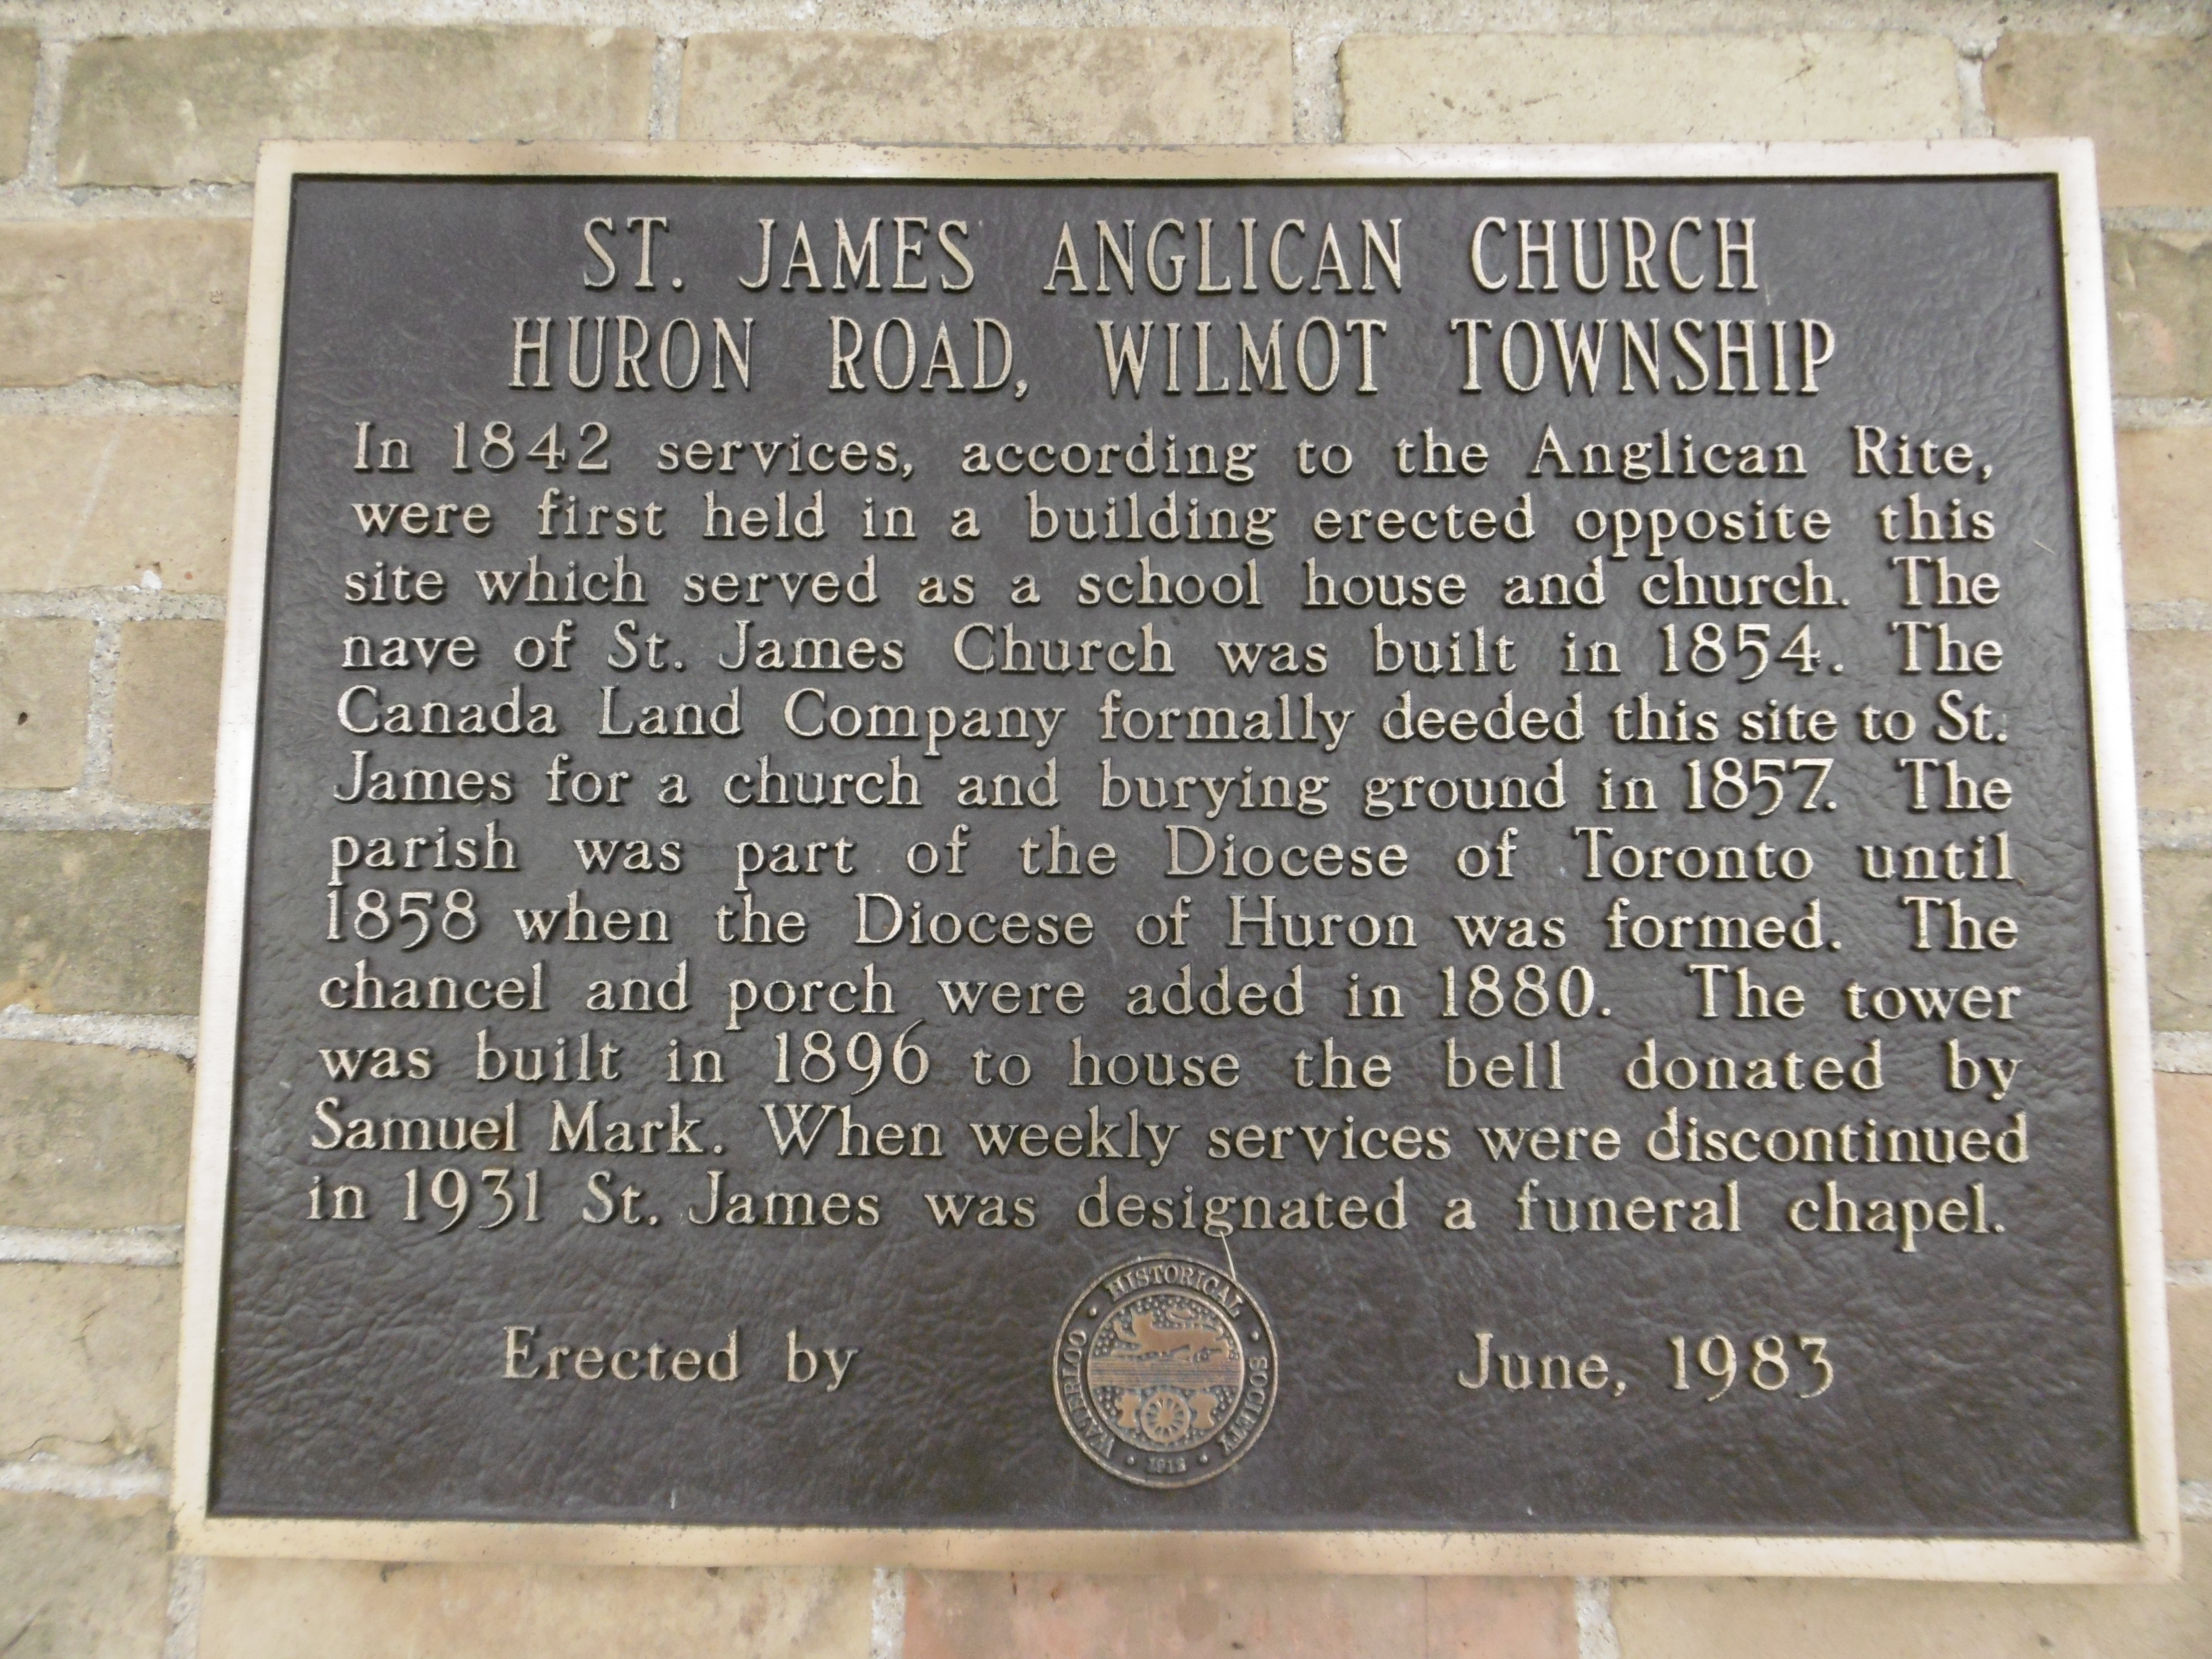 ST. JAMES ANGLICAN CHURCH
HURON ROAD, WILMOT TOWNSHIP
In 1842 services, according to the Anglican Rite,
were first held in a building erected opposite this
site which served as a school house and church. The
nave of St. James Church was built in 1854. The
Canada Land Company formally deeded this site to St.
James for a church and burying ground in 1857. The
parish was part of the Diocese of Toronto until
1858 when the Diocese of Huron was formed. The
chancel and porch were added in 1880. The tower
was built in 1896 to house the bell donated by
Samuel Mark. When weekly services were discontinued
in 1931 St. James was designated a funeral chapel.
Erected by
WATERLOO • HISTORICAL • SOCIETY
• 1912 •
June, 1983